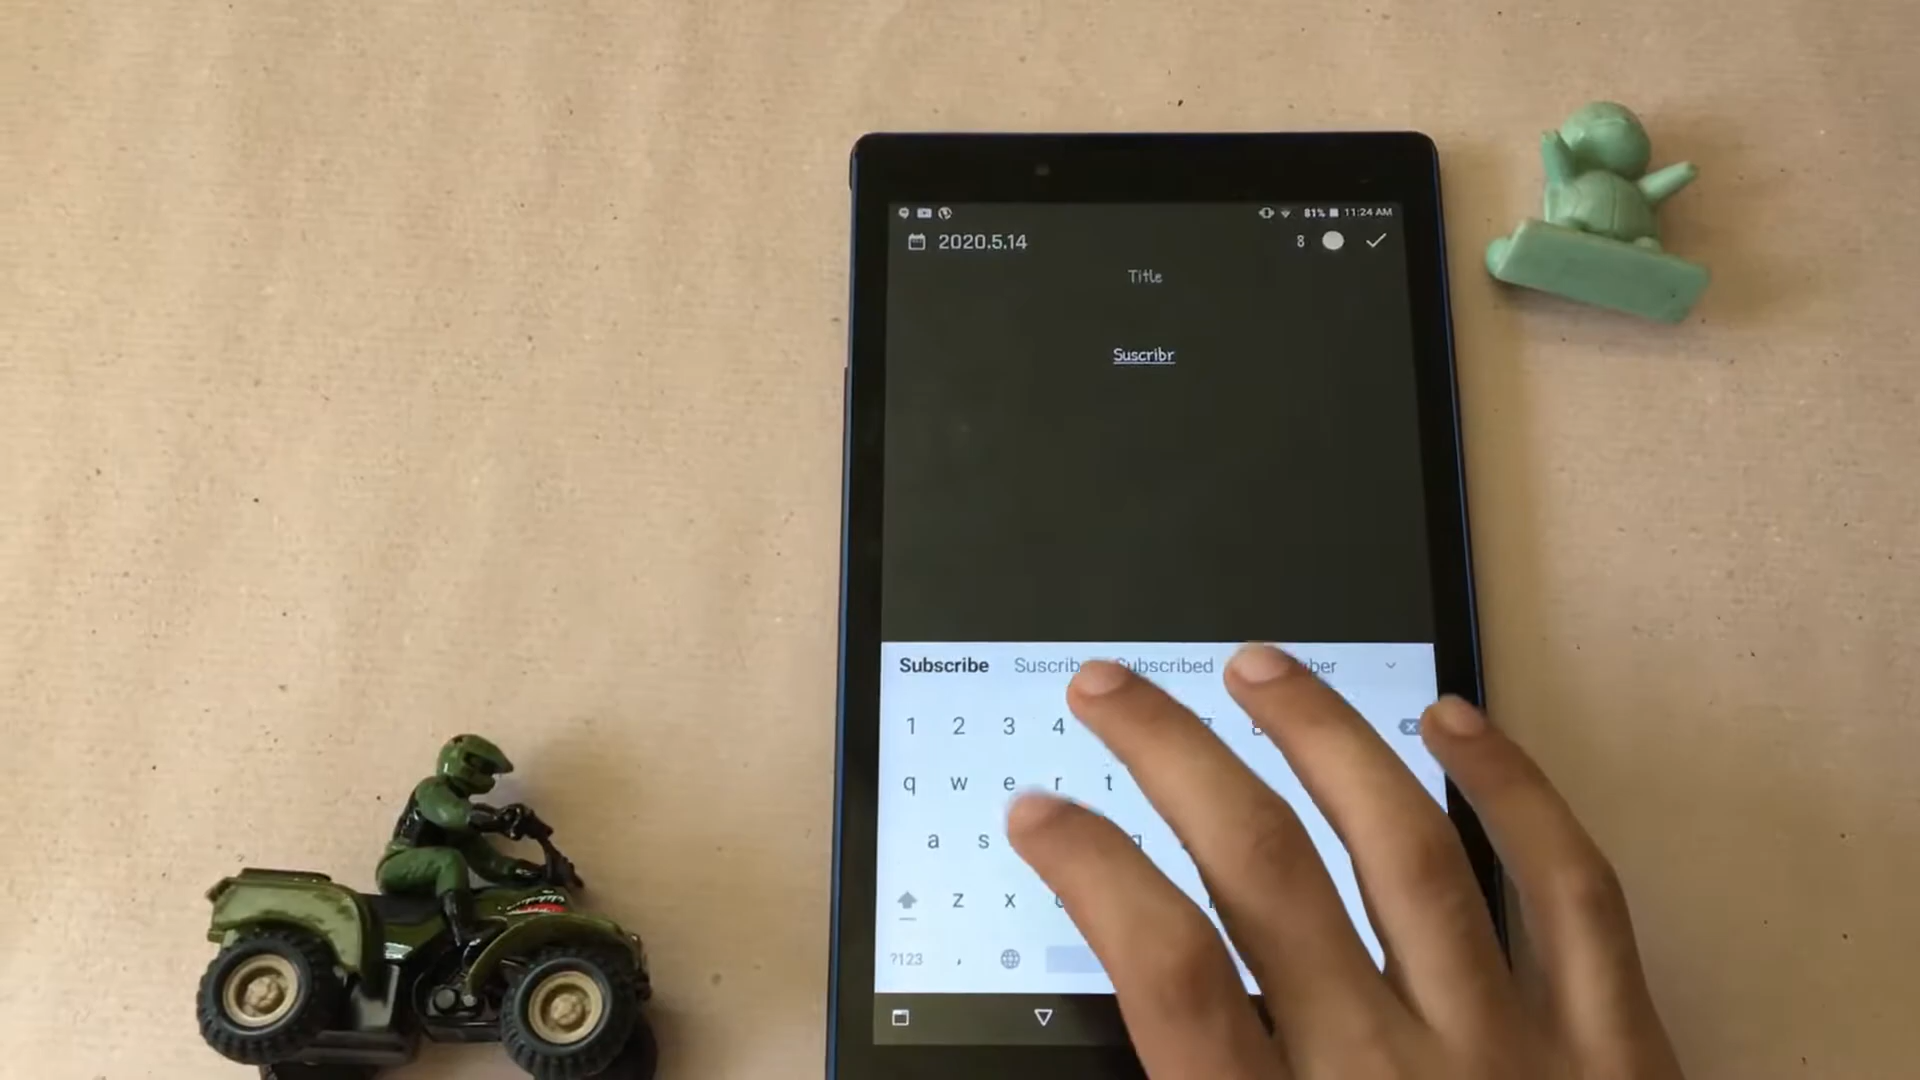 81% 11:24 AM
2020.5.14 8
Title
Suscribr
Subscribe Subscribed
1 2 3 4
q w e r t
a s
z x
?123 ,